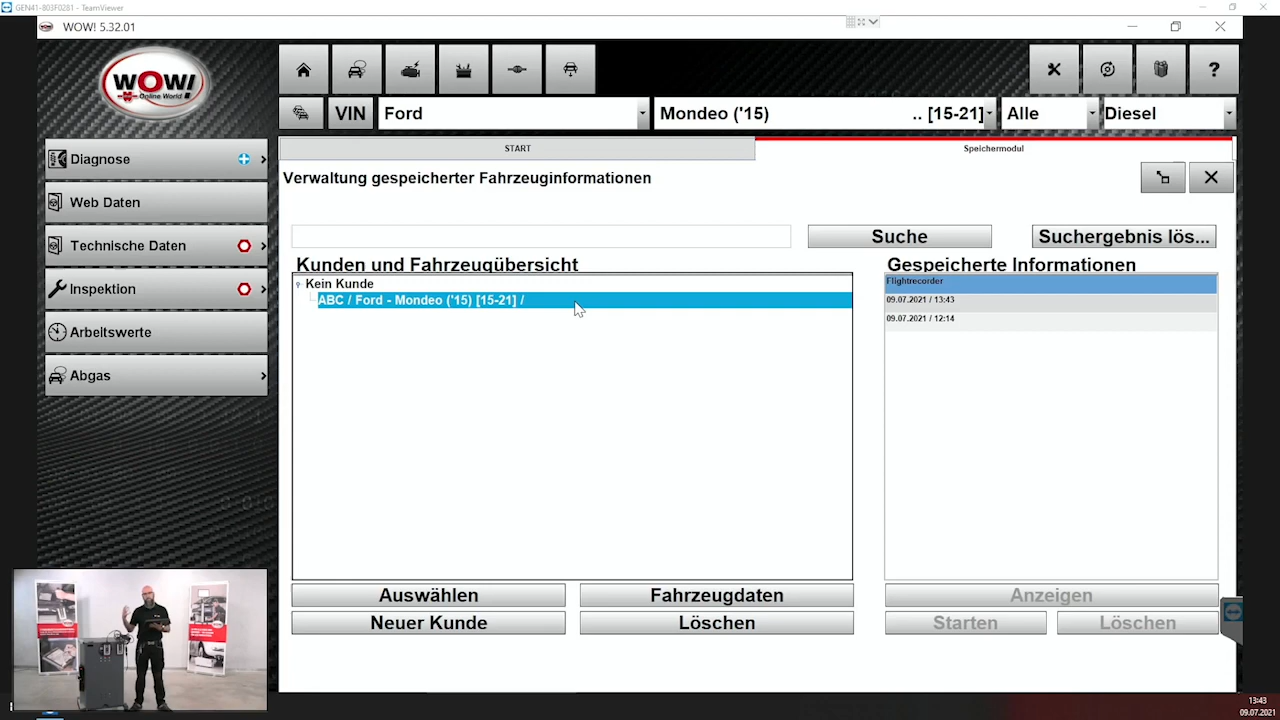 GEN41-803F0281 - TeamViewer
WOW! 5.32.01
WOW!
Online World
?
VIN
Ford
Mondeo ('15) .. [15-21]
Alle
Diesel
START
Speichermodul
Diagnose
Web Daten
Technische Daten
Inspektion
Arbeitswerte
Abgas
Verwaltung gespeicherter Fahrzeuginformationen
Suche
Suchergebnis lös...
Kunden und Fahrzeugübersicht
Kein Kunde
ABC / Ford - Mondeo ('15) [15-21] /
Gespeicherte Informationen
Flightrecorder
09.07.2021 / 13:43
09.07.2021 / 12:14
Auswählen
Fahrzeugdaten
Anzeigen
Neuer Kunde
Löschen
Starten
Löschen
13:43
09.07.2021